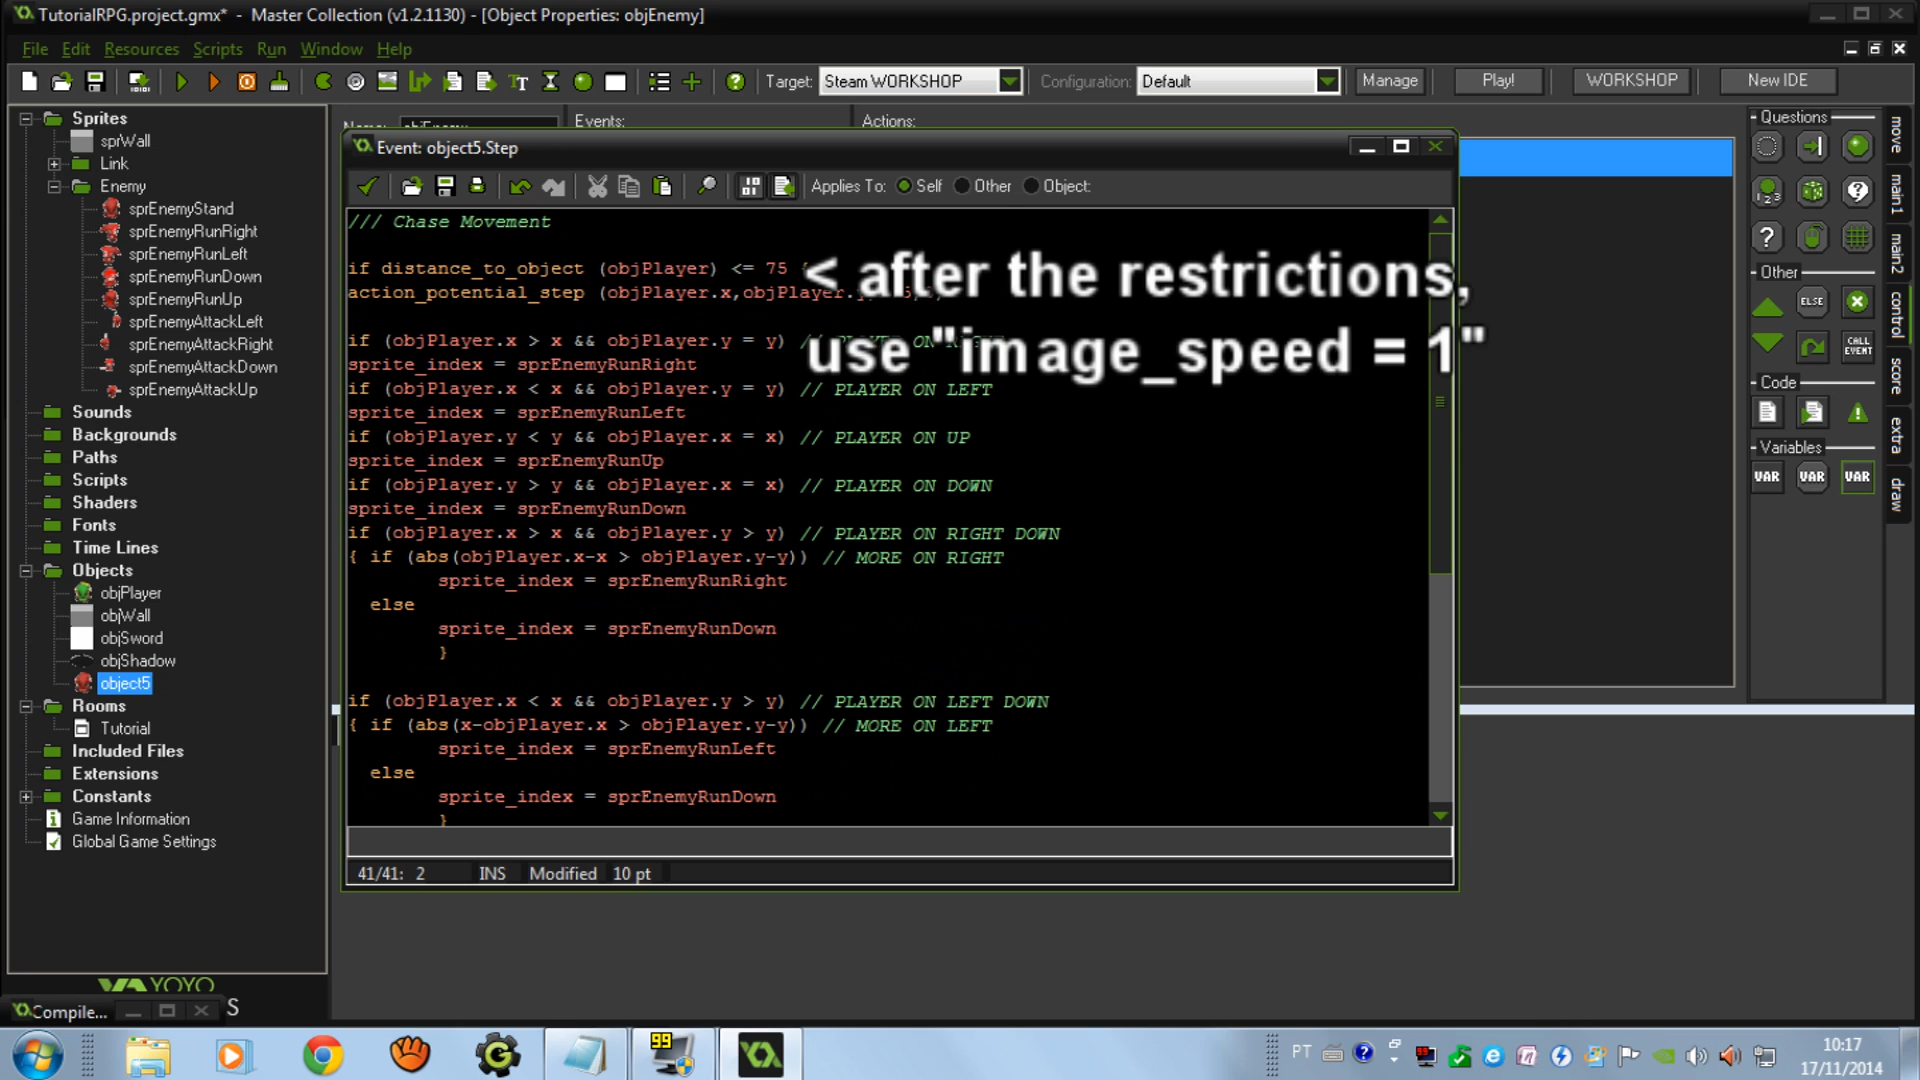 TutorialRPG.project.gmx* - Master Collection (v1.2.1130) - [Object Properties: objEnemy]
File Edit Resources Scripts Run Window Help
Target: Steam WORKSHOP Configuration: Default Manage Play! WORKSHOP New IDE
Sprites
sprWall
Link
Enemy
sprEnemyStand
sprEnemyRunRight
sprEnemyRunLeft
sprEnemyRunDown
sprEnemyRunUp
sprEnemyAttackLeft
sprEnemyAttackRight
sprEnemyAttackDown
sprEnemyAttackUp
Sounds
Backgrounds
Paths
Scripts
Shaders
Fonts
Time Lines
Objects
objPlayer
objWall
objSword
objShadow
object5
Rooms
Tutorial
Included Files
Extensions
Constants
Game Information
Global Game Settings
YOYO
Compile...
S
Events:
Actions:
Event: object5.Step
Applies To: Self Other Object:
/// Chase Movement
if distance_to_object (objPlayer) <= 75 {
action_potential_step (objPlayer.x,objPlayer.y
if (objPlayer.x > x && objPlayer.y = y) // PLAYER ON RIGHT
sprite_index = sprEnemyRunRight
if (objPlayer.x < x && objPlayer.y = y) // PLAYER ON LEFT
sprite_index = sprEnemyRunLeft
if (objPlayer.y < y && objPlayer.x = x) // PLAYER ON UP
sprite_index = sprEnemyRunUp
if (objPlayer.y > y && objPlayer.x = x) // PLAYER ON DOWN
sprite_index = sprEnemyRunDown
if (objPlayer.x > x && objPlayer.y > y) // PLAYER ON RIGHT DOWN
{ if (abs(objPlayer.x-x > objPlayer.y-y)) // MORE ON RIGHT
sprite_index = sprEnemyRunRight
else
sprite_index = sprEnemyRunDown
}
if (objPlayer.x < x && objPlayer.y > y) // PLAYER ON LEFT DOWN
{ if (abs(x-objPlayer.x > objPlayer.y-y)) // MORE ON LEFT
sprite_index = sprEnemyRunLeft
else
sprite_index = sprEnemyRunDown
}
< after the restrictions,
use "image_speed = 1"
41/41: 2 INS Modified 10 pt
Questions
Other
ELSE
CALL
EVENT
Code
Variables
VAR VAR VAR
move
main1
main2
control
score
extra
draw
99
PT
10:17
17/11/2014